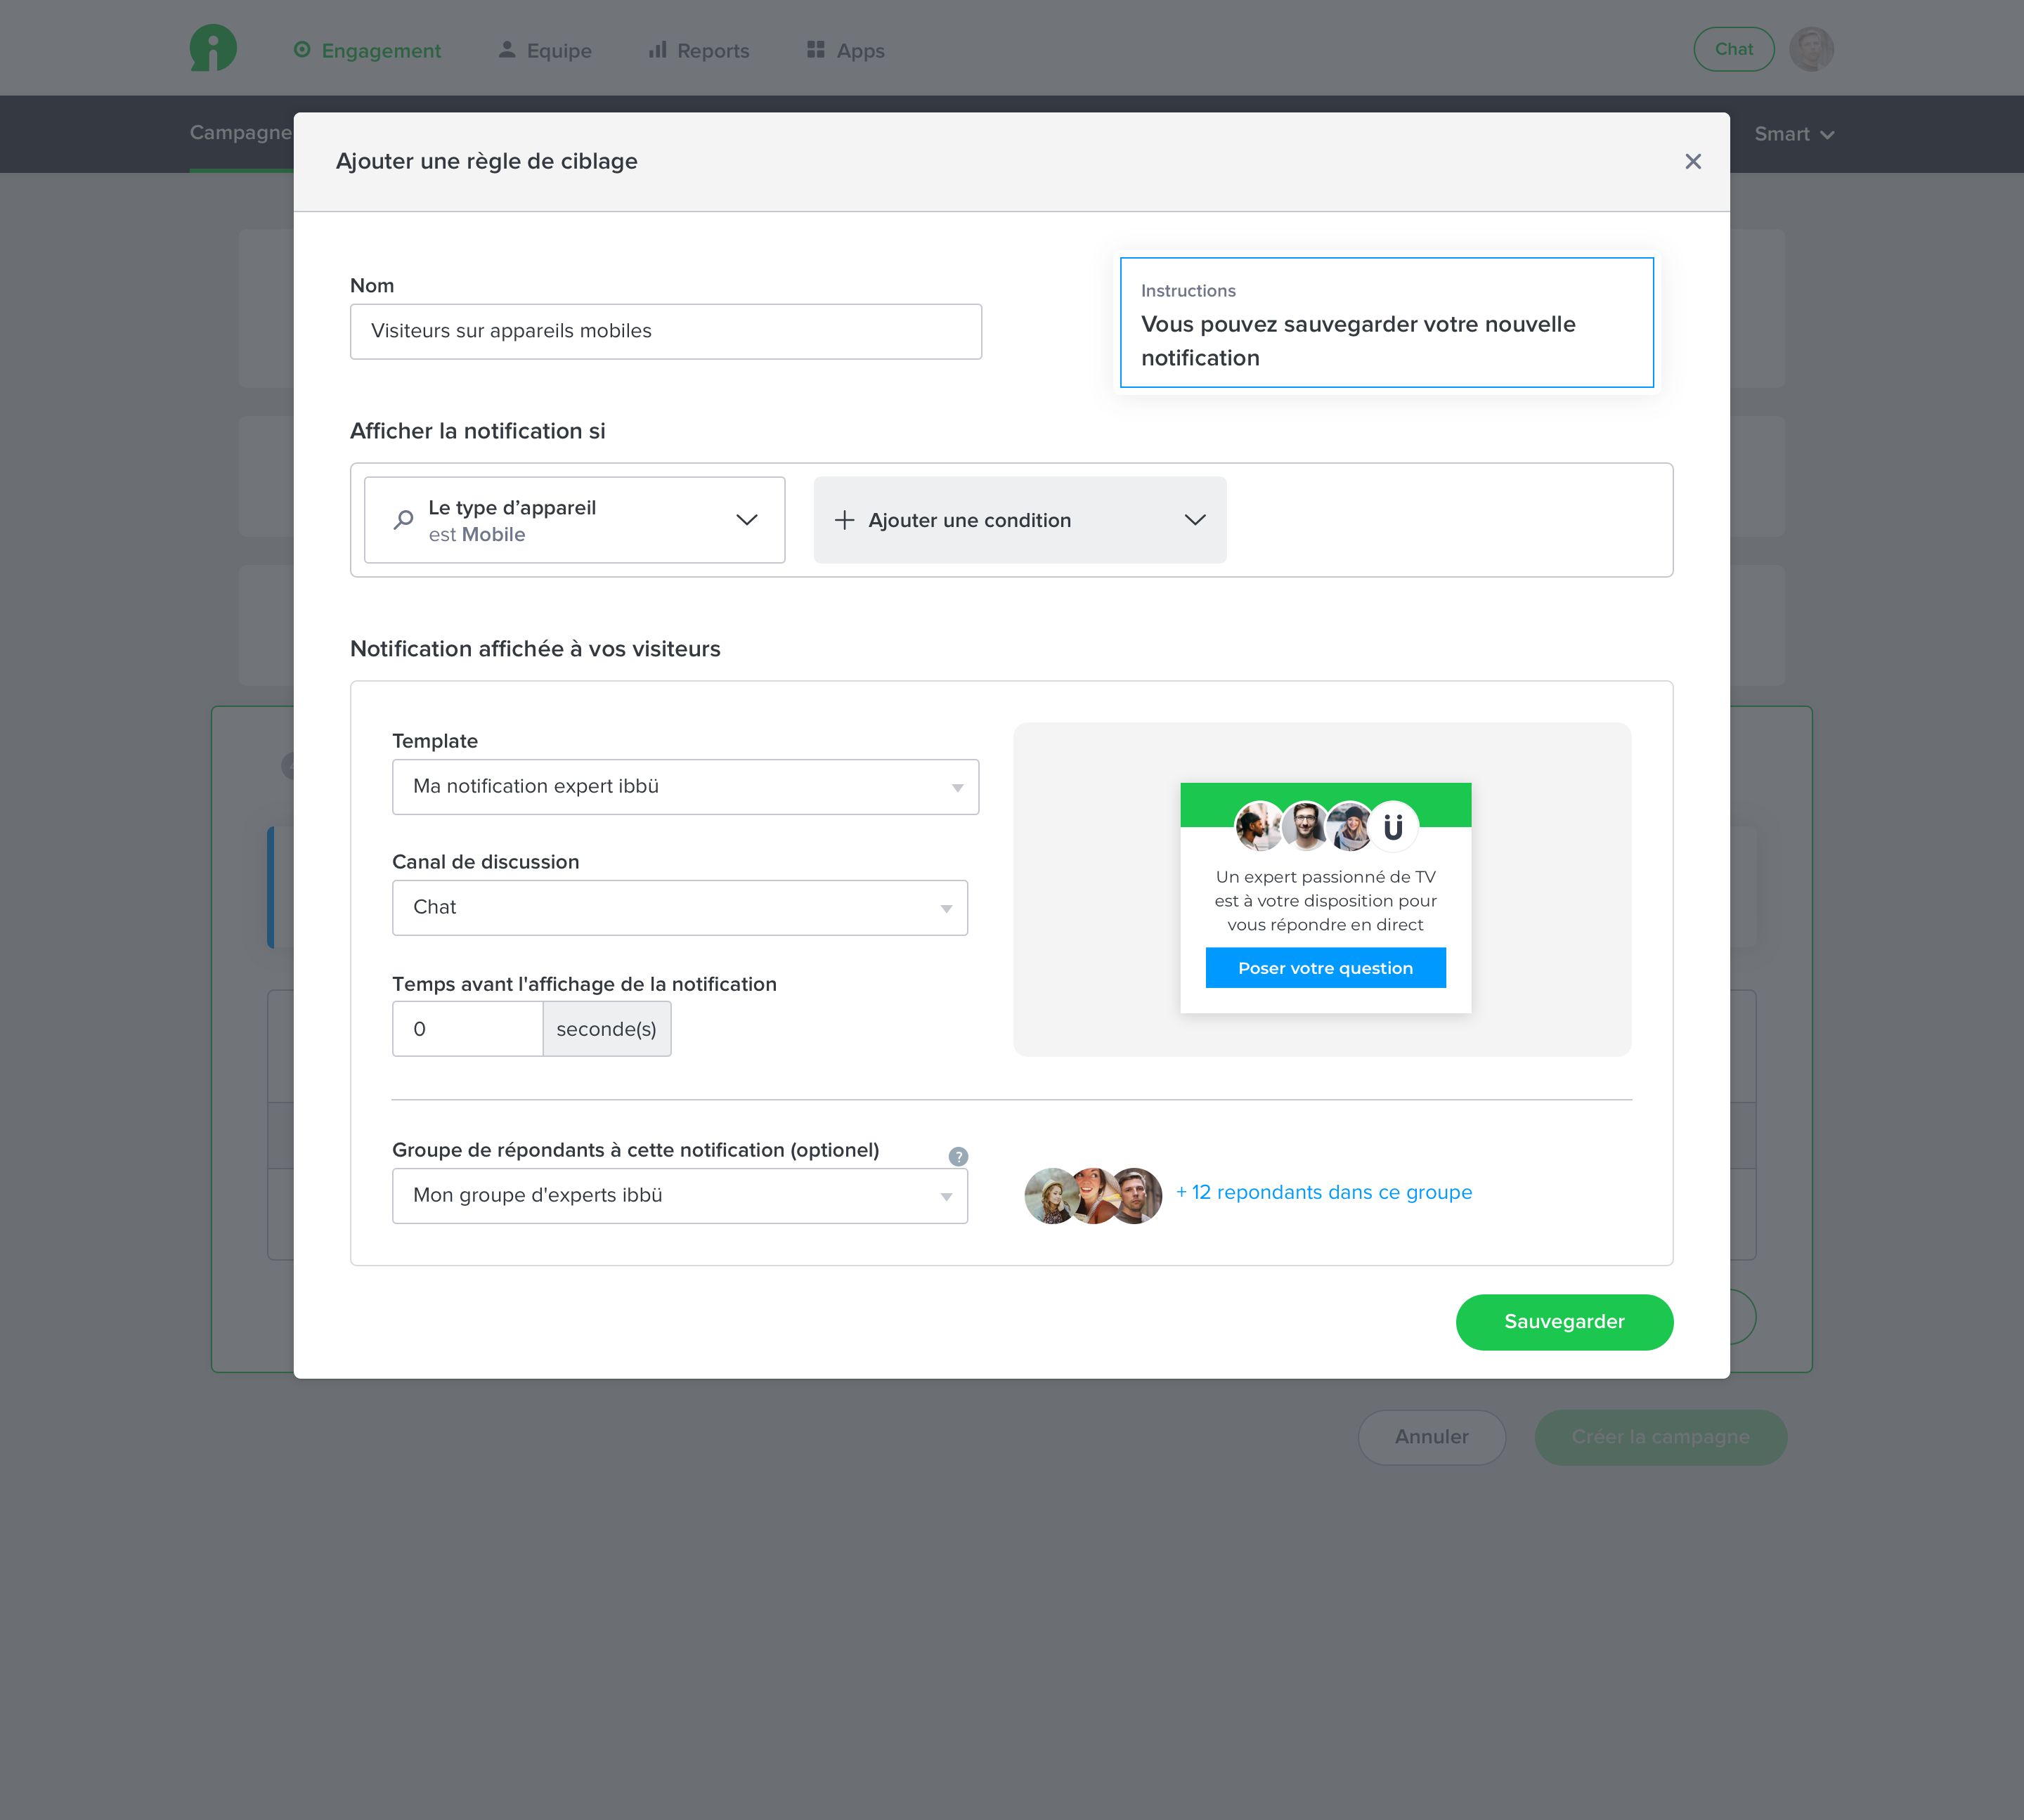 Engagement
Equipe
Reports
Apps
Chat
Campagne
Smart
Ajouter une règle de ciblage
Nom
Visiteurs sur appareils mobiles
Instructions
Vous pouvez sauvegarder votre nouvelle
notification
Afficher la notification si
Le type d’appareil
est Mobile
Ajouter une condition
Notification affichée à vos visiteurs
Template
Ma notification expert ibbü
Canal de discussion
Chat
Temps avant l'affichage de la notification
0 seconde(s)
ü
Un expert passionné de TV
est à votre disposition pour
vous répondre en direct
Poser votre question
Groupe de répondants à cette notification (optionel)
?
Mon groupe d'experts ibbü
+ 12 repondants dans ce groupe
Sauvegarder
Annuler
Créer la campagne